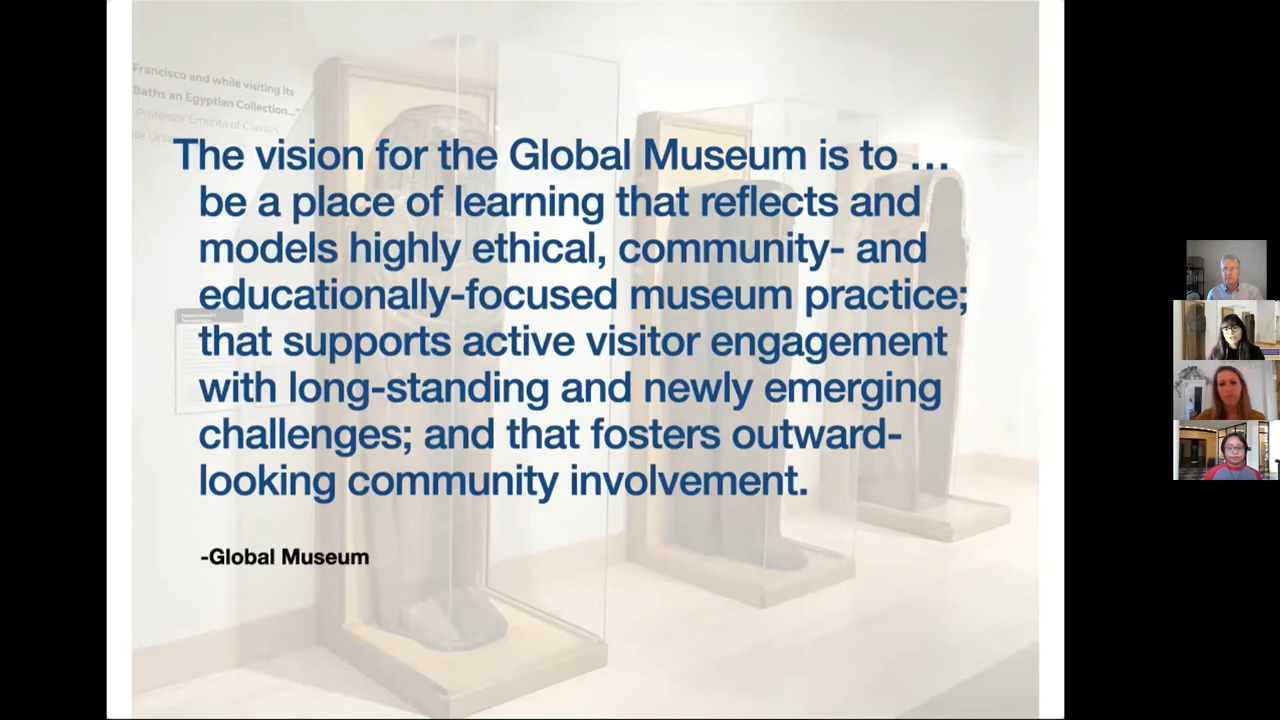 Francisco and while visiting its
Baths an Egyptian Collection..."
Professor Emerita of Classics,
The vision for the Global Museum is to ...
be a place of learning that reflects and
models highly ethical, community- and
educationally-focused museum practice;
that supports active visitor engagement
with long-standing and newly emerging
challenges; and that fosters outward-
looking community involvement.
-Global Museum